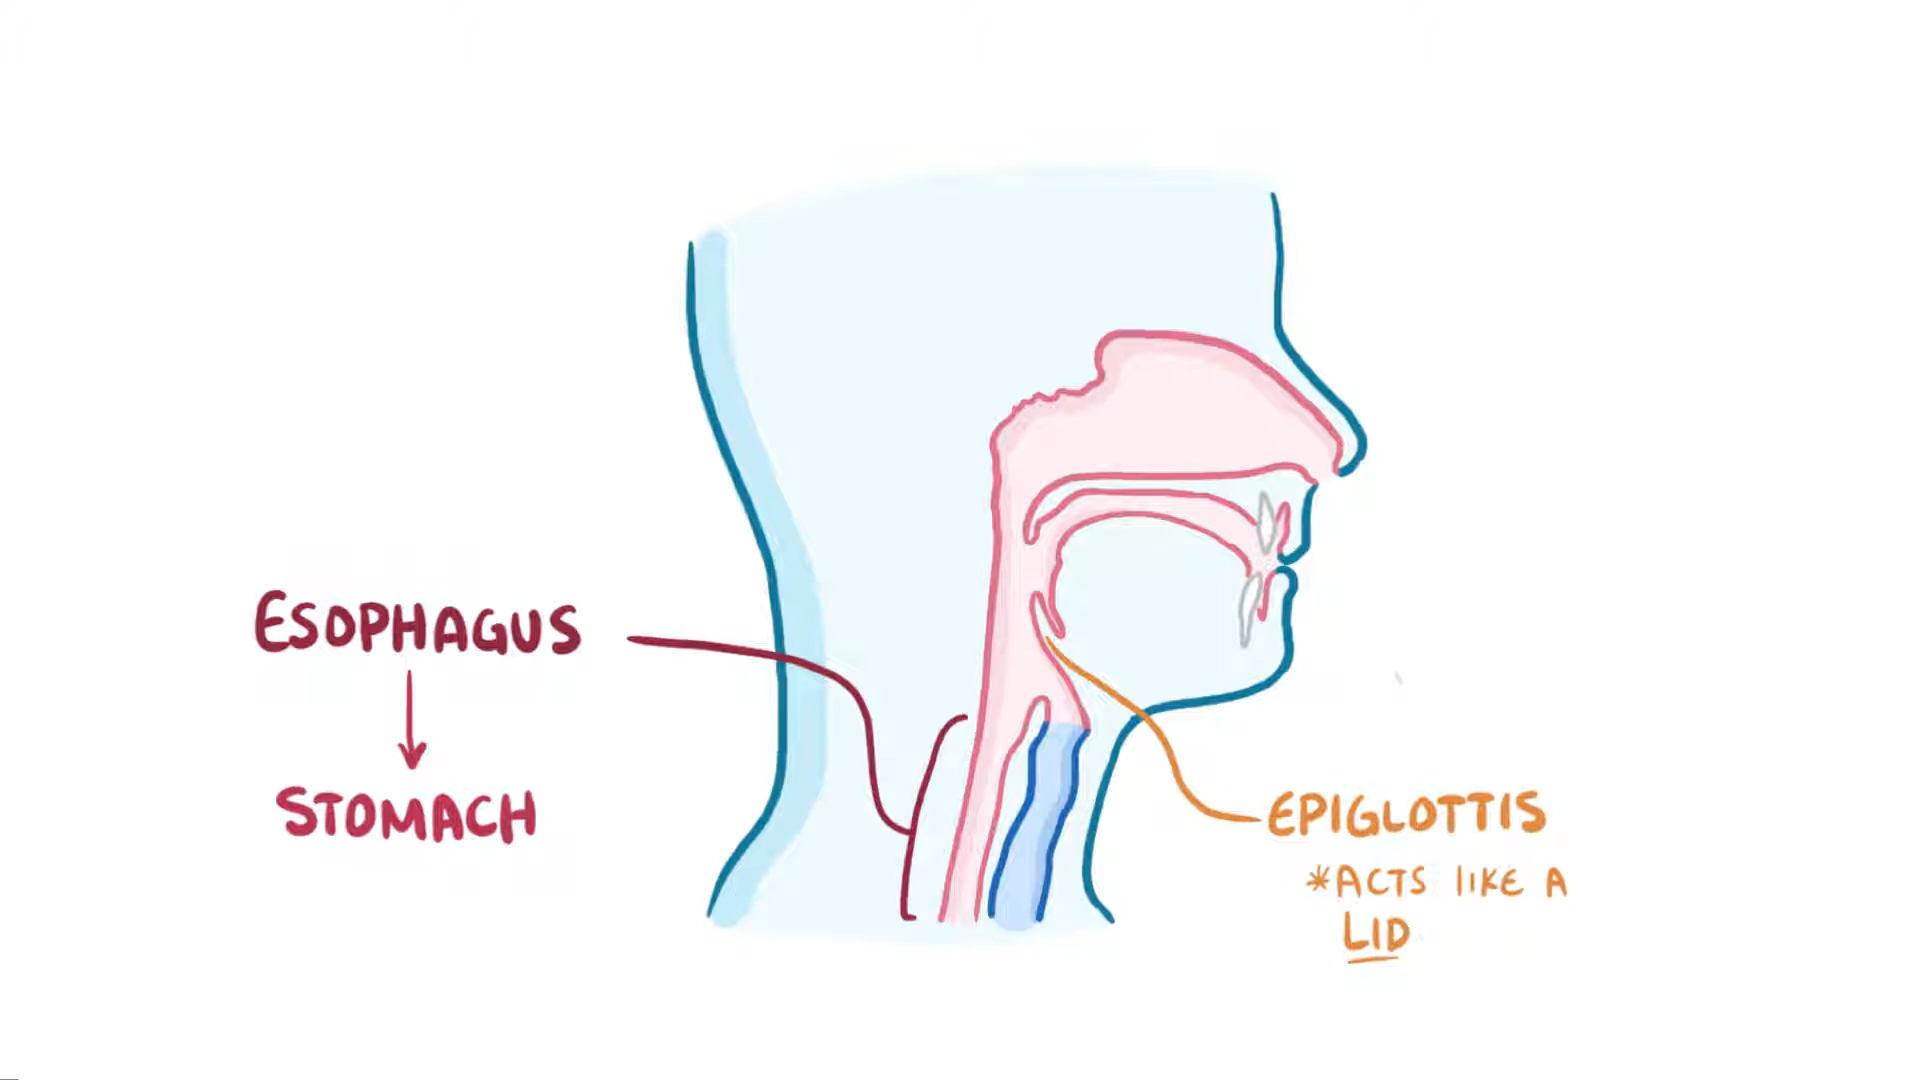 ESOPHAGUS
STOMACH
EPIGLOTTIS
*ACTS LIKE A
LID